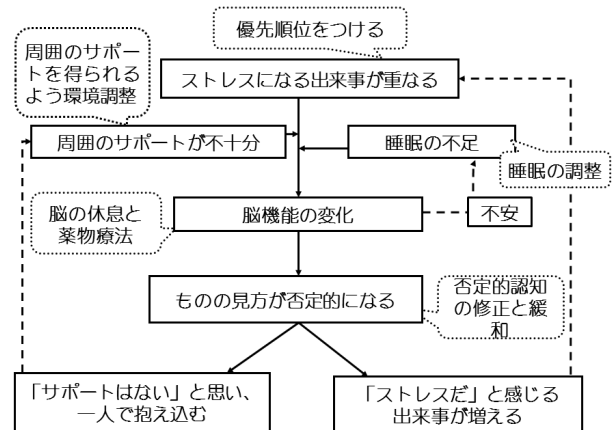 優先順位をつける
周囲のサポー
トを得られる
よう環境調整
ストレスになる出来事が重なる
周囲のサポートが不十分
睡眠の不足
睡眠の調整
脳の休息と
薬物療法
脳機能の変化
不安
ものの見方が否定的になる
否定的認知
の修正と緩
和
「サポートはない」と思い、
一人で抱え込む
「ストレスだ」と感じる
出来事が増える